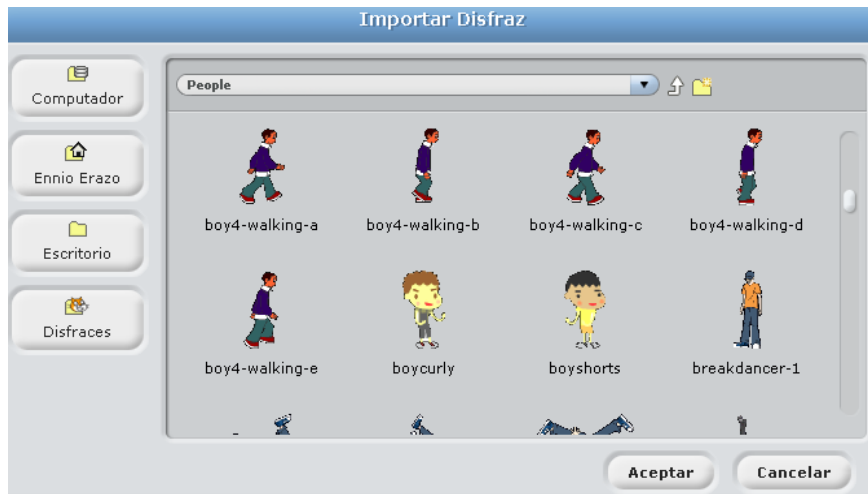 Importar Disfraz
Computador
Ennio Erazo
Escritorio
Disfraces
People
boy4-walking-a
boy4-walking-b
boy4-walking-c
boy4-walking-d
boy4-walking-e
boycurly
boyshorts
breakdancer-1
Aceptar
Cancelar